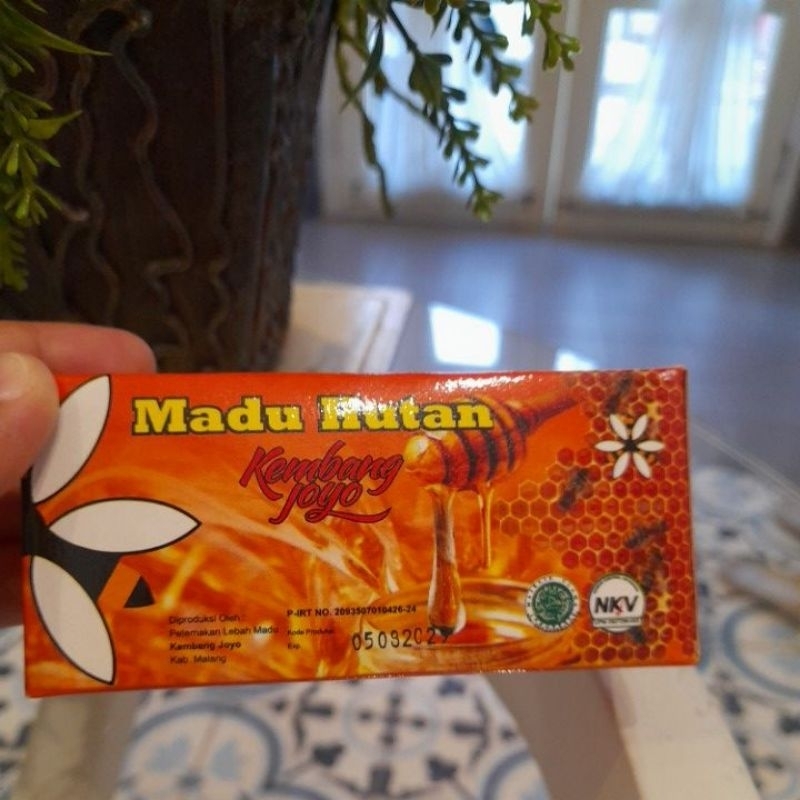 Madu Hutan
Kembang
Joyo
Diproduksi Oleh :
Peternakan Lebah Madu
Kembang Joyo
Kab. Malang
P-IRT NO. 2093507010426-24
Kode Produksi
Exp.
NKV